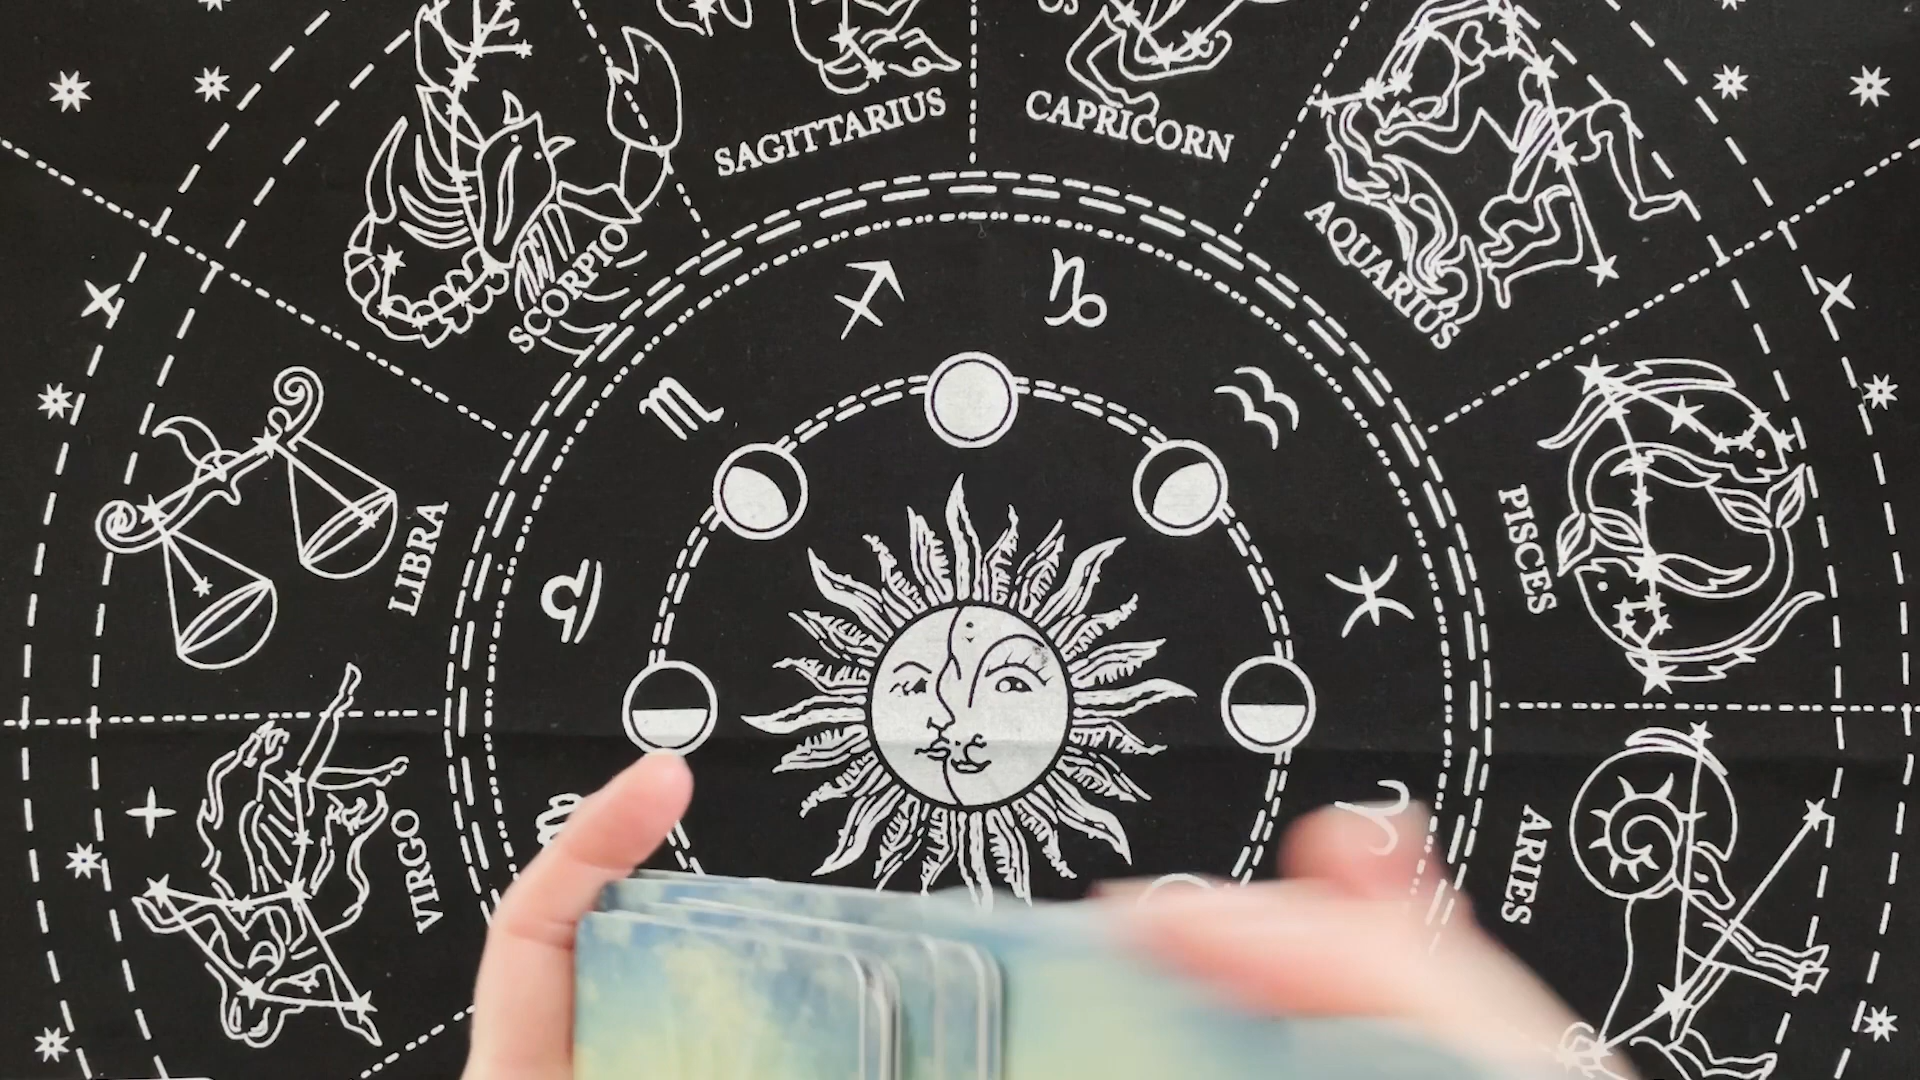 SAGITTARIUS
CAPRICORN
SCORPIO
AQUARIUS
LIBRA
PISCES
VIRGO
ARIES